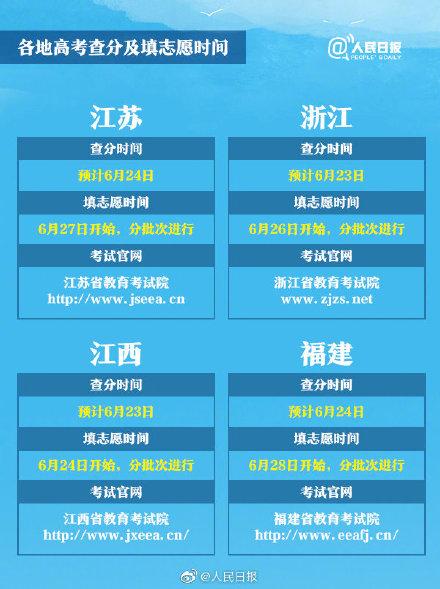 各地高考查分及填志愿时间
@人民日报
PEOPLE'S DAILY
江苏
查分时间
预计6月24日
填志愿时间
6月27日开始，分批次进行
考试官网
江苏省教育考试院
http://www.jseea.cn
浙江
查分时间
预计6月23日
填志愿时间
6月26日开始，分批次进行
考试官网
浙江省教育考试院
www.zjzs.net
江西
查分时间
预计6月23日
填志愿时间
6月24日开始，分批次进行
考试官网
江西省教育考试院
http://www.jxeea.cn/
福建
查分时间
预计6月24日
填志愿时间
6月28日开始，分批次进行
考试官网
福建省教育考试院
http://www.eeafj.cn/
@人民日报